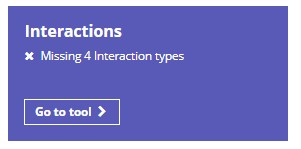 Interactions
✖ Missing 4 Interaction types
Go to tool ❯